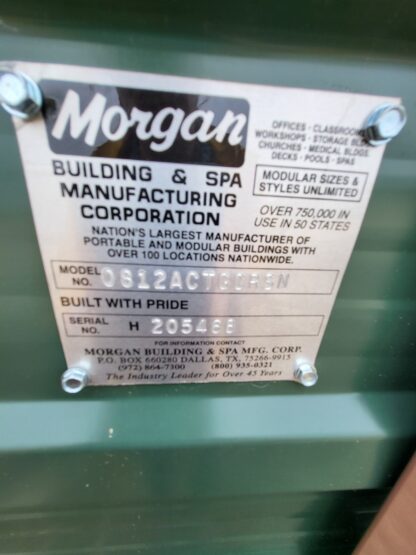 Morgan
OFFICES · CLASSROOMS
WORKSHOPS · STORAGE BLDGS.
CHURCHES · MEDICAL BLDGS.
DECKS · POOLS · SPAS
BUILDING & SPA
MANUFACTURING
CORPORATION
MODULAR SIZES &
STYLES UNLIMITED
OVER 750,000 IN
USE IN 50 STATES
NATION'S LARGEST MANUFACTURER OF
PORTABLE AND MODULAR BUILDINGS WITH
OVER 100 LOCATIONS NATIONWIDE.
MODEL
NO.
BUILT WITH PRIDE
SERIAL
NO. H
FOR INFORMATION CONTACT
MORGAN BUILDING & SPA MFG. CORP.
P.O. BOX 660280 DALLAS, TX, 75266-9915
(972) 864-7300 (800) 935-0321
The Industry Leader for Over 45 Years